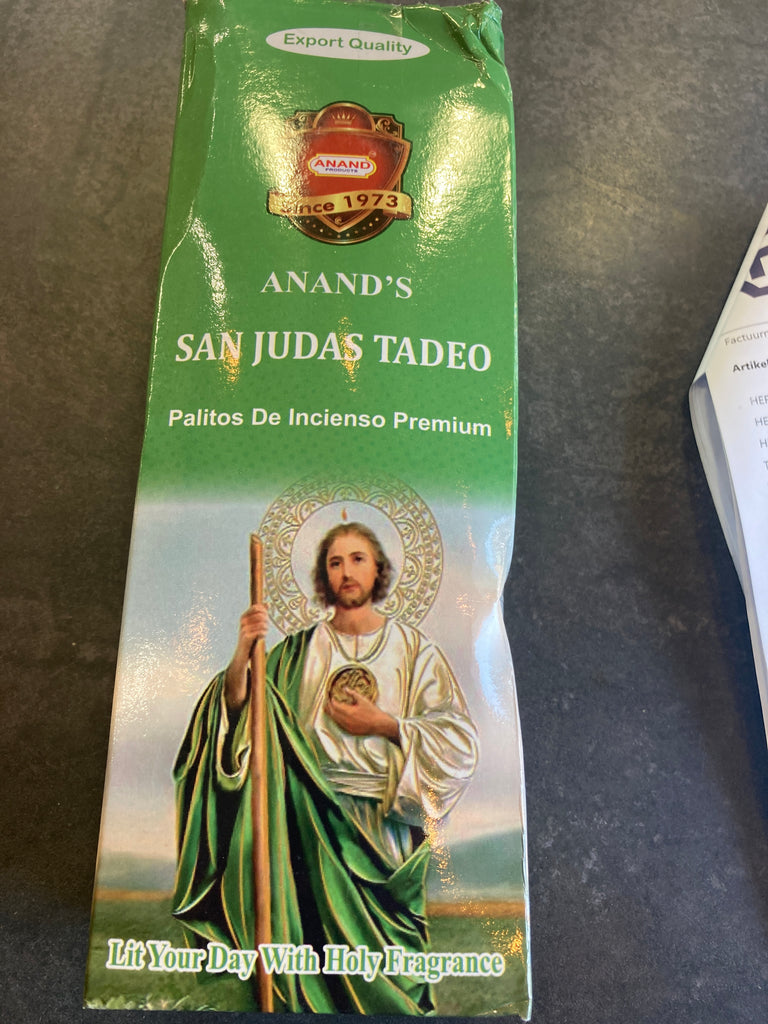 Export Quality
ANAND
PRODUCTS
Since 1973
ANAND'S
SAN JUDAS TADEO
Palitos De Incienso Premium
Lit Your Day With Holy Fragrance
Factuum
Artikel